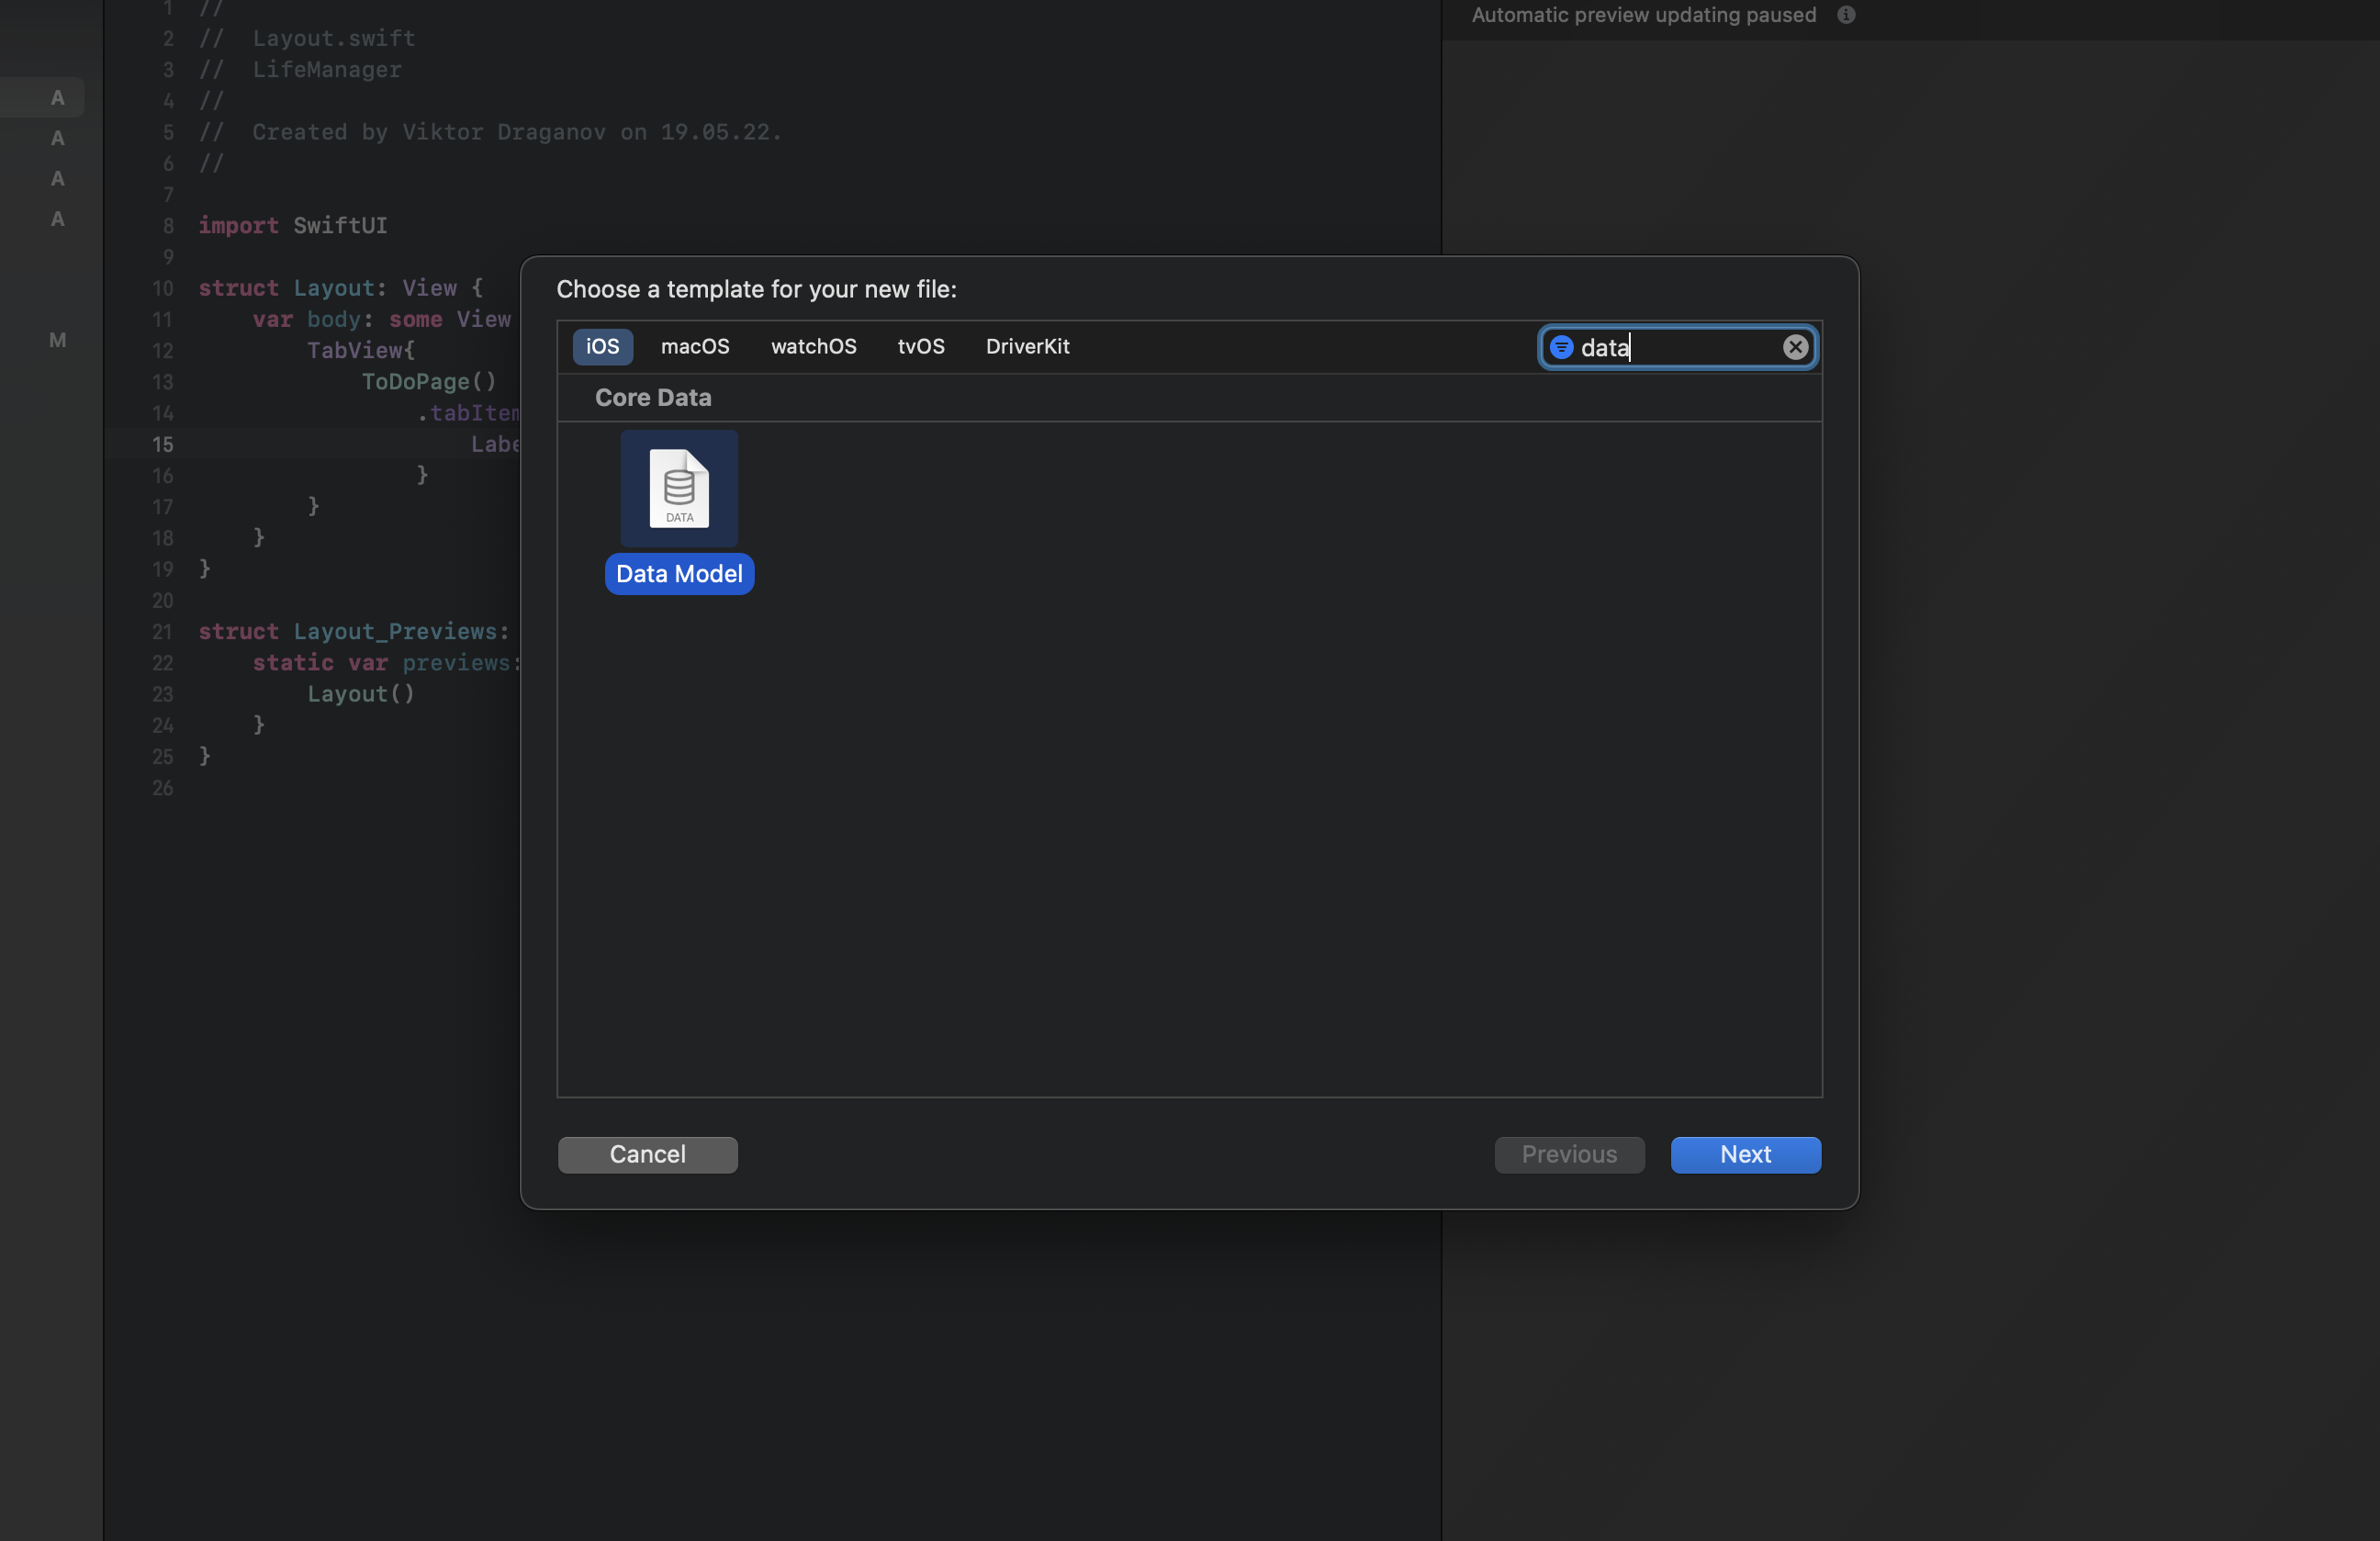 Automatic preview updating paused
A
A
A
A
M
1 //
2 //  Layout.swift
3 //  LifeManager
4 //
5 //  Created by Viktor Draganov on 19.05.22.
6 //
7
8 import SwiftUI
9
10 struct Layout: View {
11     var body: some View
12         TabView{
13             ToDoPage()
14                 .tabItem
15                     Labe
16                 }
17         }
18     }
19 }
20
21 struct Layout_Previews:
22     static var previews:
23         Layout()
24     }
25 }
26
Choose a template for your new file:
iOS macOS watchOS tvOS DriverKit data
Core Data
DATA
Data Model
Cancel Previous Next